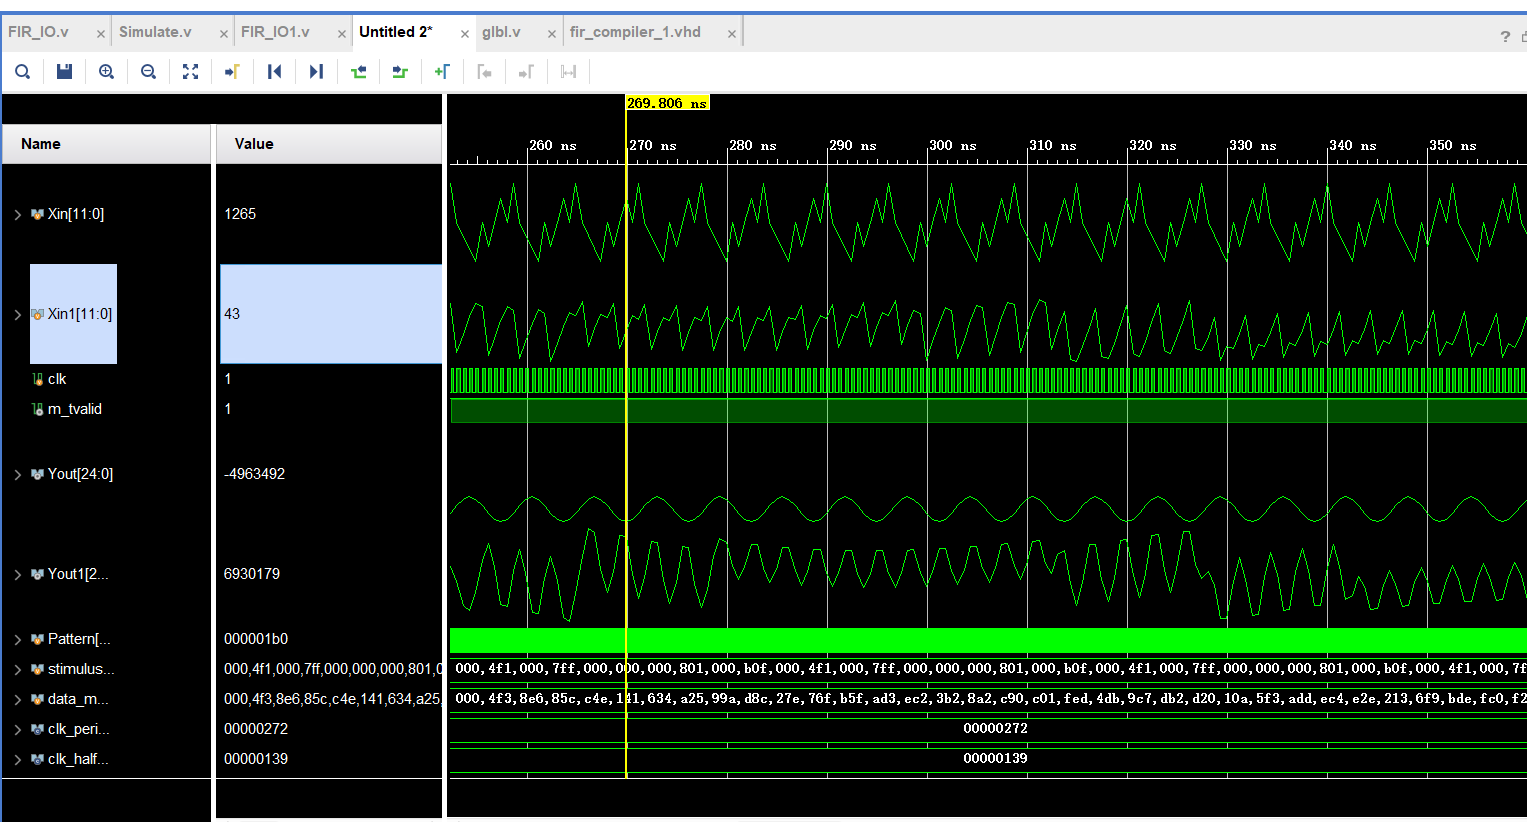 FIR_IO.v × Simulate.v × FIR_IO1.v × Untitled 2* × glbl.v × fir_compiler_1.vhd ×
?
269.806 ns
Name Value
260 ns 270 ns 280 ns 290 ns 300 ns 310 ns 320 ns 330 ns 340 ns 350 ns
Xin[11:0] 1265
Xin1[11:0] 43
clk 1
m_tvalid 1
Yout[24:0] -4963492
Yout1[2... 6930179
Pattern[... 000001b0
stimulus... 000,4f1,000,7ff,000,000,000,801,0 000,4f1,000,7ff,000,000,000,801,000,b0f,000,4f1,000,7ff,000,000,000,801,000,b0f,000,4f1,000,7ff,000,000,000,801,000,b0f,000,4f1,000,7f
data_m... 000,4f3,8e6,85c,c4e,141,634,a25, 000,4f3,8e6,85c,c4e,141,634,a25,99a,d8c,27e,76f,b5f,ad3,ec2,3b2,8a2,c90,c01,fed,4db,9c7,db2,d20,10a,5f3,add,ec4,e2e,213,6f9,bde,fc0,f2
clk_peri... 00000272 00000272
clk_half... 00000139 00000139